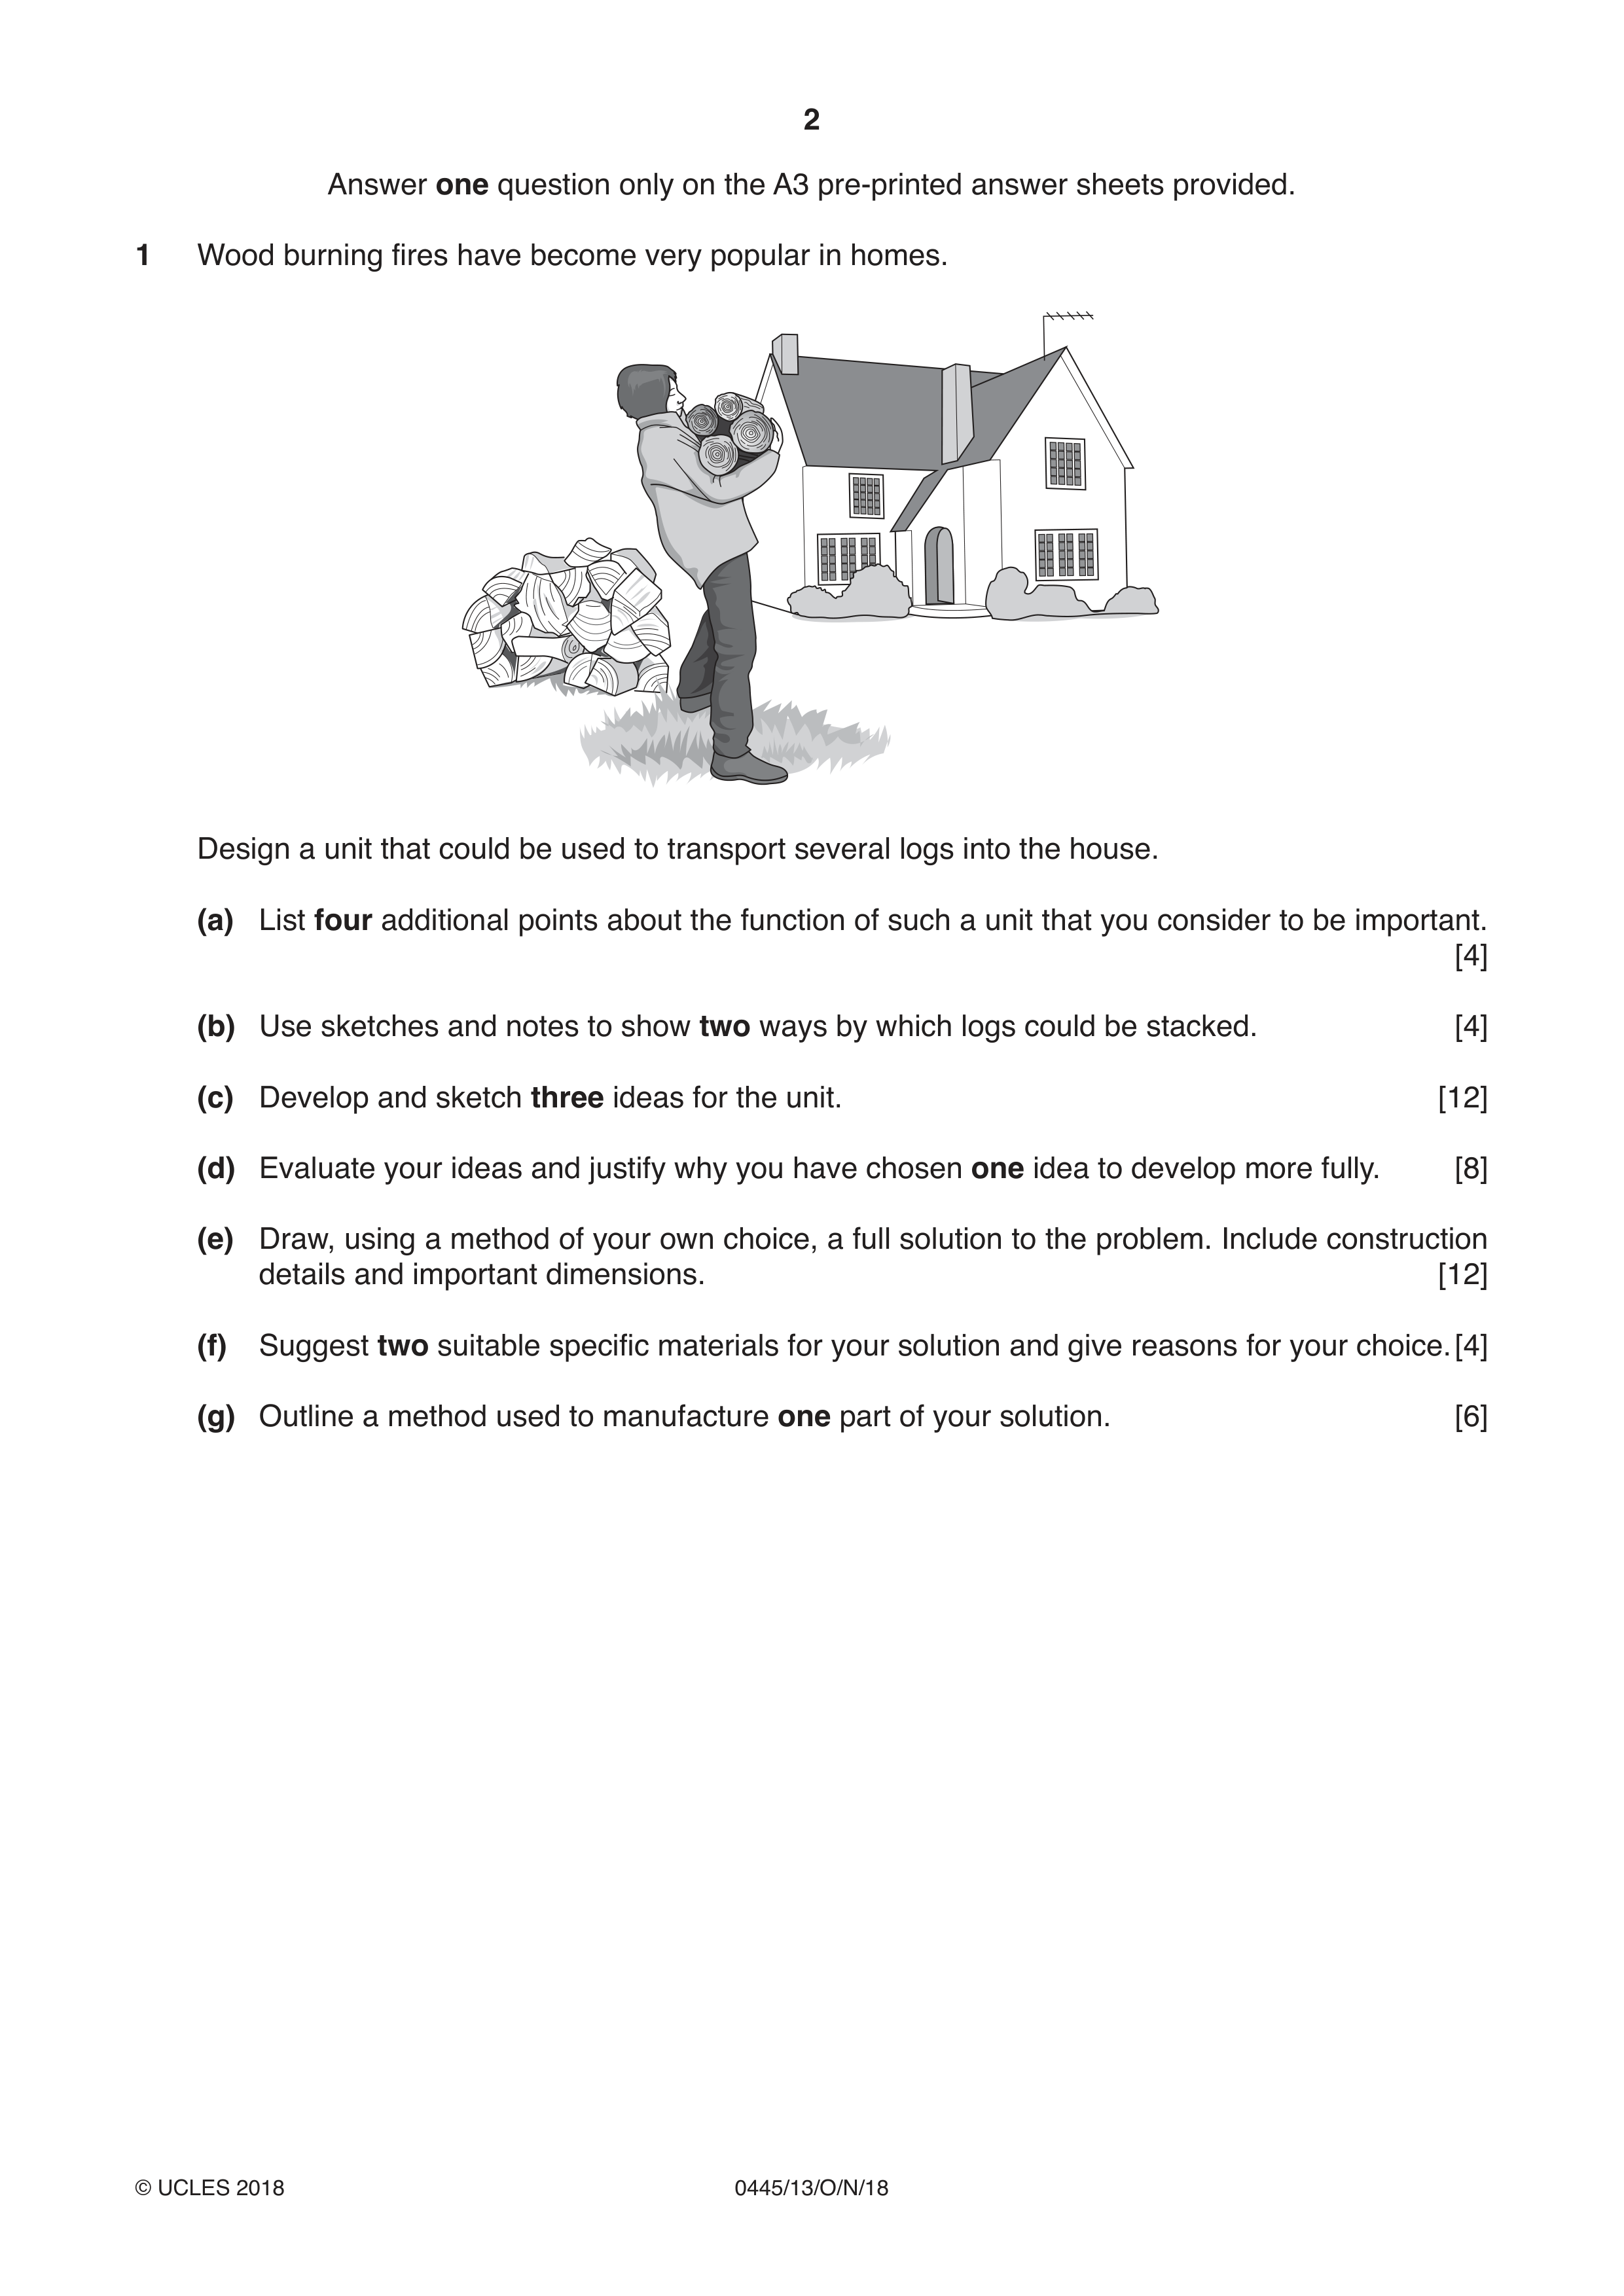 2
Answer one question only on the A3 pre-printed answer sheets provided.
1 Wood burning fires have become very popular in homes.
Design a unit that could be used to transport several logs into the house.
(a) List four additional points about the function of such a unit that you consider to be important.
[4]
(b) Use sketches and notes to show two ways by which logs could be stacked. [4]
(c) Develop and sketch three ideas for the unit. [12]
(d) Evaluate your ideas and justify why you have chosen one idea to develop more fully. [8]
(e) Draw, using a method of your own choice, a full solution to the problem. Include construction
details and important dimensions. [12]
(f) Suggest two suitable specific materials for your solution and give reasons for your choice. [4]
(g) Outline a method used to manufacture one part of your solution. [6]
© UCLES 2018 0445/13/O/N/18